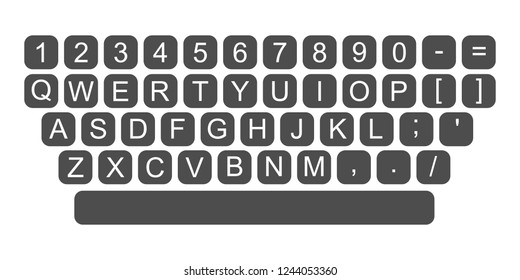 1 2 3 4 5 6 7 8 9 0 - =
Q W E R T Y U I O P [ ]
A S D F G H J K L ; '
Z X C V B N M , . /
shutterstock.com · 1244053360